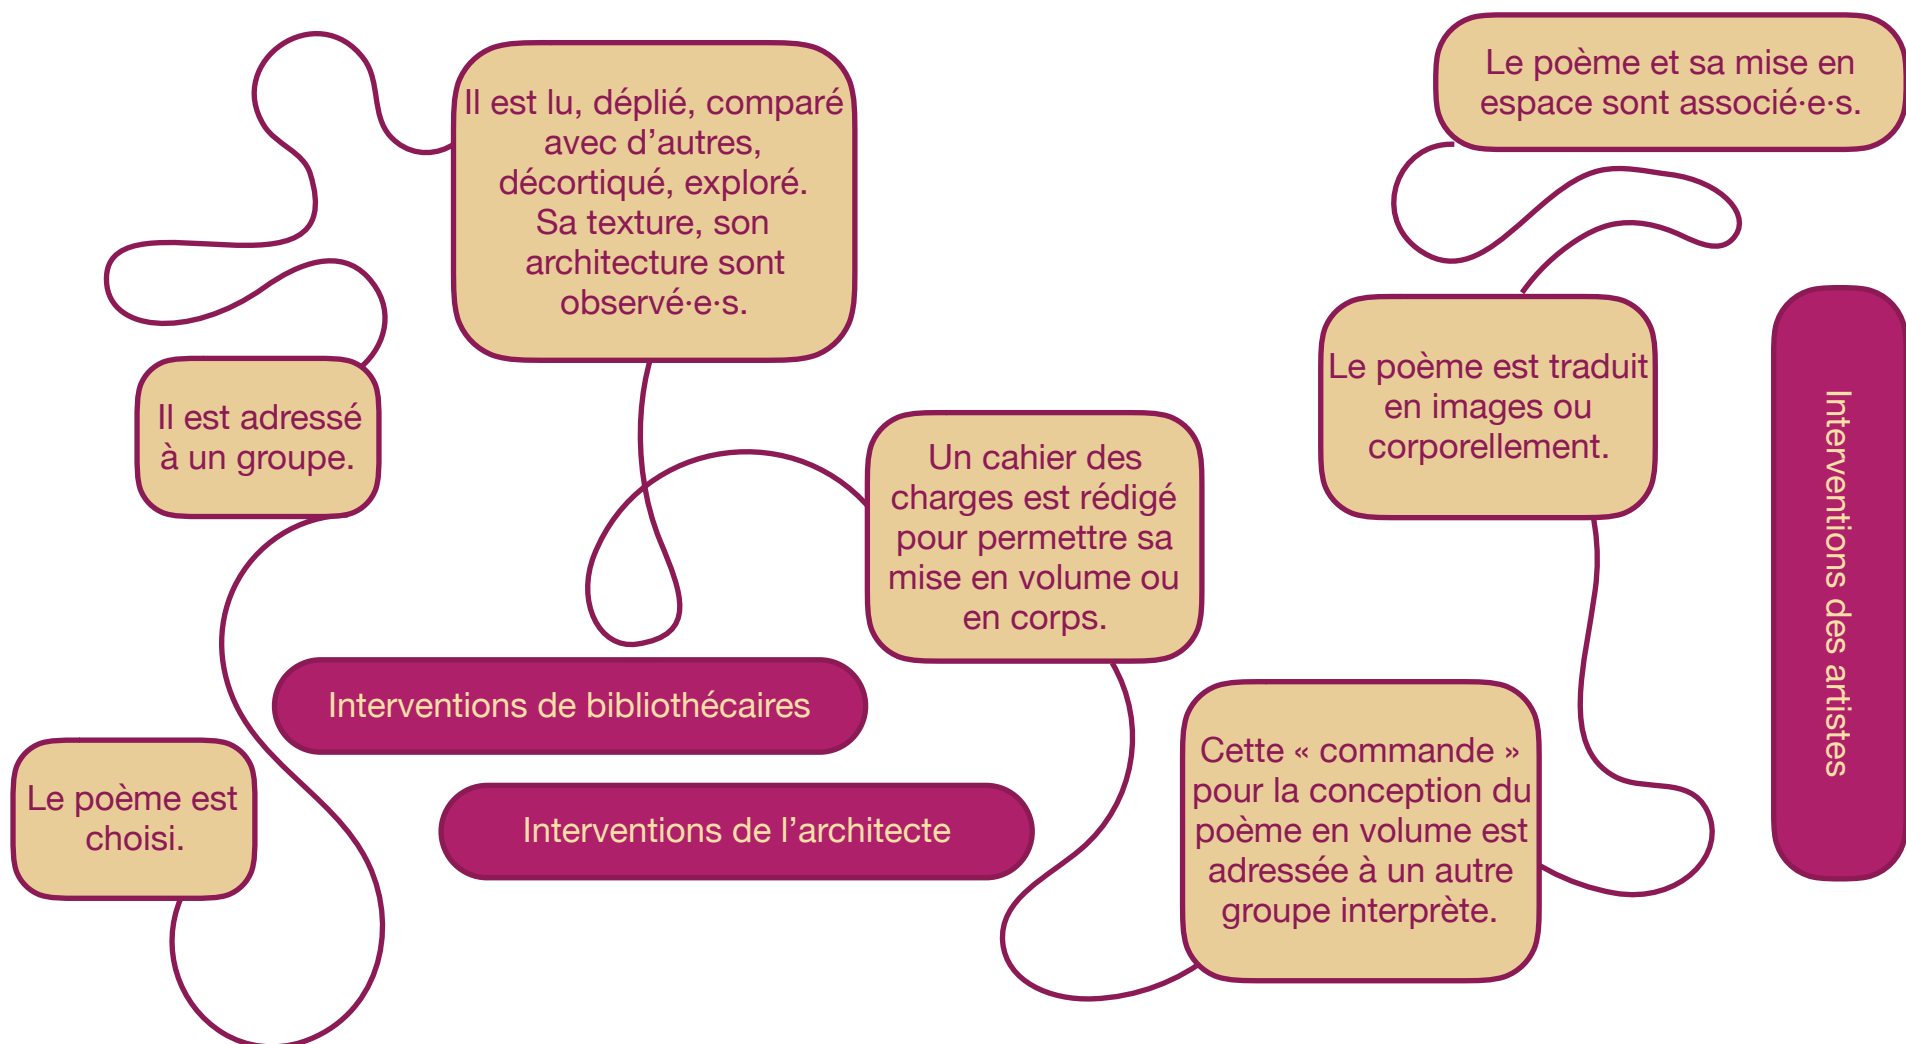 Le poème est
choisi.
Il est adressé
à un groupe.
Il est lu, déplié, comparé
avec d'autres,
décortiqué, exploré.
Sa texture, son
architecture sont
observé·e·s.
Interventions de bibliothécaires
Interventions de l'architecte
Un cahier des
charges est rédigé
pour permettre sa
mise en volume ou
en corps.
Cette « commande »
pour la conception du
poème en volume est
adressée à un autre
groupe interprète.
Le poème est traduit
en images ou
corporellement.
Le poème et sa mise en
espace sont associé·e·s.
Interventions des artistes